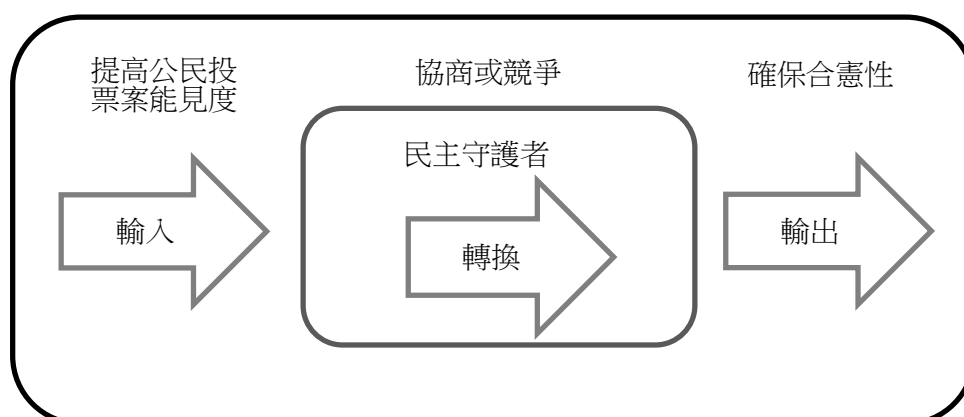 提高公民投
票案能見度
協商或競爭
確保合憲性
民主守護者
輸入
轉換
輸出